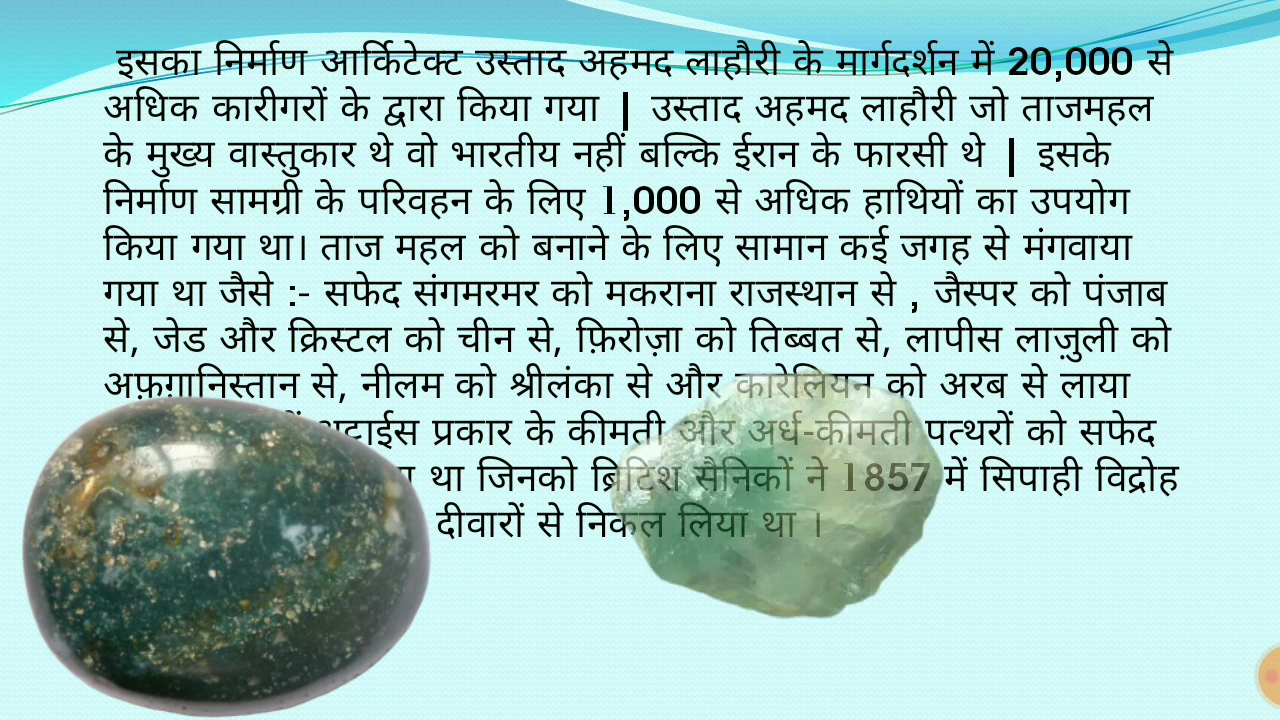 इसका निर्माण आर्किटेक्ट उस्ताद अहमद लाहौरी के मार्गदर्शन में 20,000 से
अधिक कारीगरों के द्वारा किया गया | उस्ताद अहमद लाहौरी जो ताजमहल
के मुख्य वास्तुकार थे वो भारतीय नहीं बल्कि ईरान के फारसी थे | इसके
निर्माण सामग्री के परिवहन के लिए 1,000 से अधिक हाथियों का उपयोग
किया गया था। ताज महल को बनाने के लिए सामान कई जगह से मंगवाया
गया था जैसे :- सफेद संगमरमर को मकराना राजस्थान से , जैस्पर को पंजाब
से, जेड और क्रिस्टल को चीन से, फ़िरोज़ा को तिब्बत से, लापीस लाज़ुली को
अफ़ग़ानिस्तान से, नीलम को श्रीलंका से और कारेलियन को अरब से लाया
प्रकार के कीमती और अर्ध-कीमती पत्थरों को सफेद
था जिनको ब्रिटिश सैनिकों ने 1857 में सिपाही विद्रोह
दीवारों से निकल लिया था ।